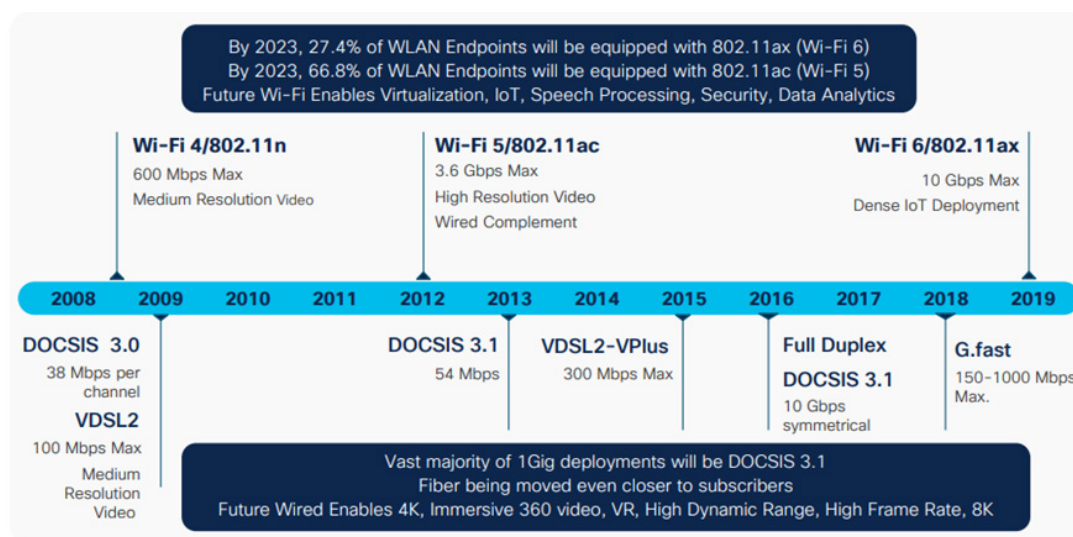 By 2023, 27.4% of WLAN Endpoints will be equipped with 802.11ax (Wi-Fi 6)
By 2023, 66.8% of WLAN Endpoints will be equipped with 802.11ac (Wi-Fi 5)
Future Wi-Fi Enables Virtualization, IoT, Speech Processing, Security, Data Analytics
Wi-Fi 4/802.11n
600 Mbps Max
Medium Resolution Video
Wi-Fi 5/802.11ac
3.6 Gbps Max
High Resolution Video
Wired Complement
Wi-Fi 6/802.11ax
10 Gbps Max
Dense IoT Deployment
2008 2009 2010 2011 2012 2013 2014 2015 2016 2017 2018 2019
DOCSIS 3.0
38 Mbps per
channel
VDSL2
100 Mbps Max
Medium
Resolution
Video
DOCSIS 3.1
54 Mbps
VDSL2-VPlus
300 Mbps Max
Full Duplex
DOCSIS 3.1
10 Gbps
symmetrical
G.fast
150-1000 Mbps
Max.
Vast majority of 1Gig deployments will be DOCSIS 3.1
Fiber being moved even closer to subscribers
Future Wired Enables 4K, Immersive 360 video, VR, High Dynamic Range, High Frame Rate, 8K